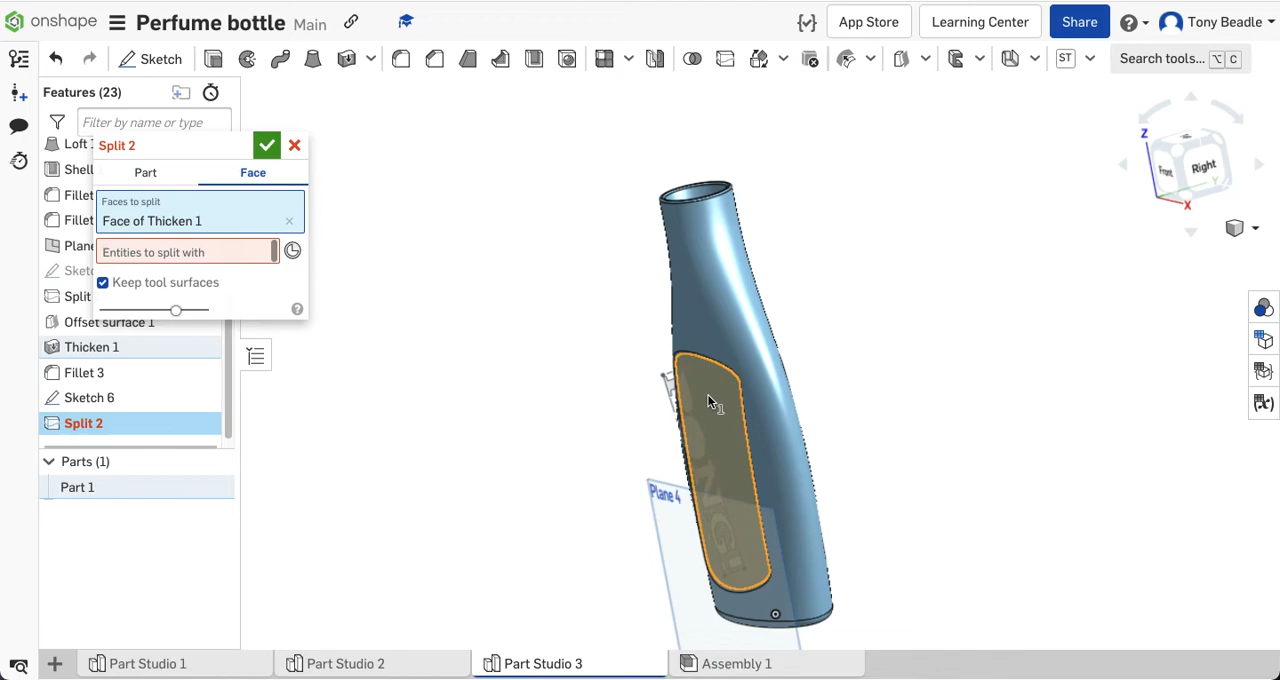 onshape Perfume bottle Main App Store Learning Center Share Tony Beadle
Sketch ST Search tools... ⌥ C
Features (23)
Filter by name or type
Loft
Shell
Fillet
Fillet
Plane
Sketc
Split
Offset surface 1
Thicken 1
Fillet 3
Sketch 6
Split 2
Parts (1)
Part 1
Split 2
Part Face
Faces to split
Face of Thicken 1
Entities to split with
Keep tool surfaces
Plane 4
1
Z
Front Right
Y
X
Part Studio 1 Part Studio 2 Part Studio 3 Assembly 1